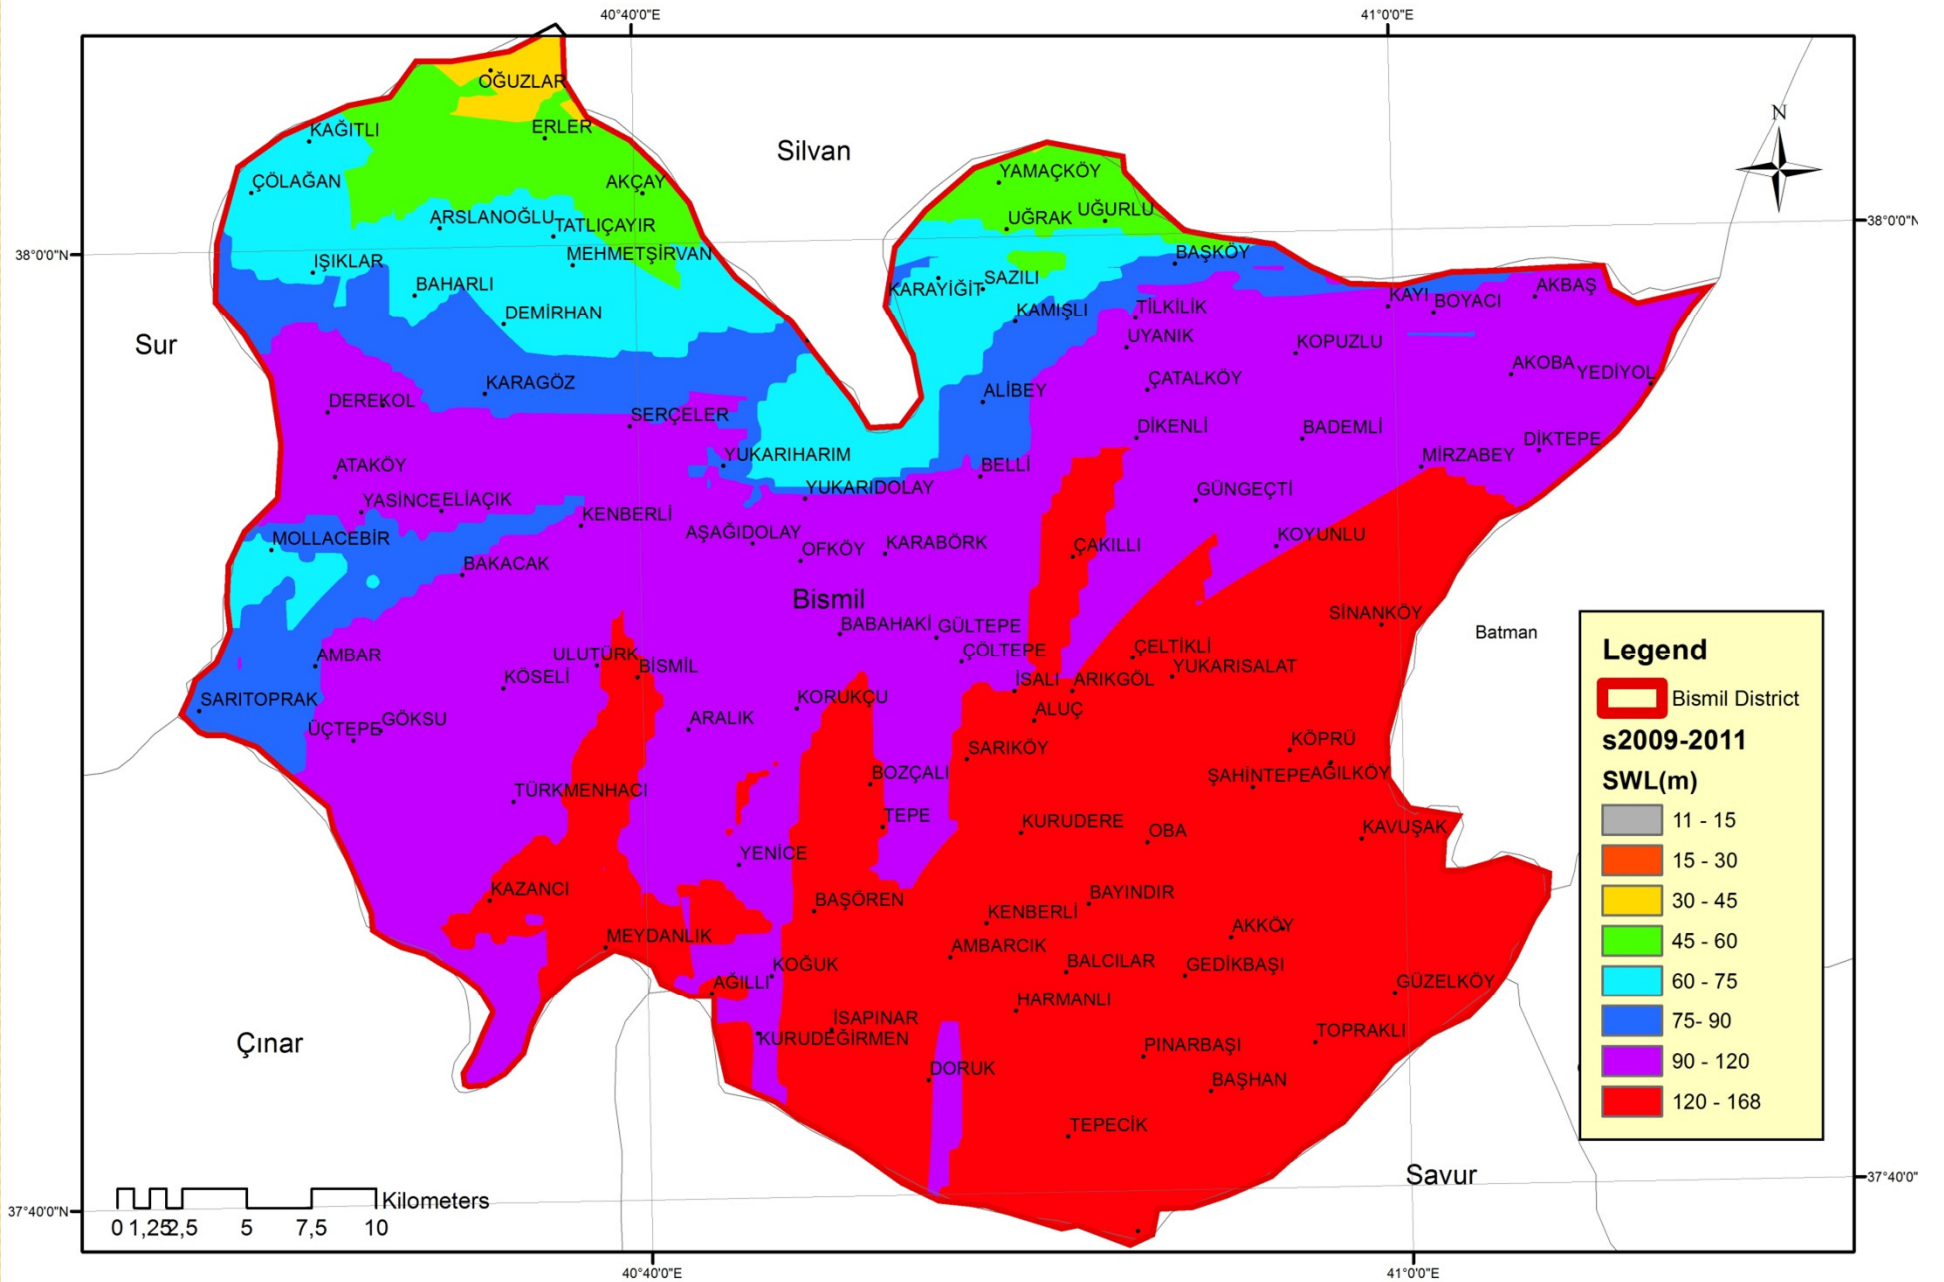 40°40'0"E
41°0'0"E
OĞUZLAR
KAĞITLI
ERLER
Silvan
N
ÇÖLAĞAN
AKÇAY
YAMAÇKÖY
ARSLANOĞLU
TATLIÇAYIR
UĞRAK
UĞURLU
38°0'0"N
38°0'0"N
IŞIKLAR
MEHMETŞİRVAN
BAŞKÖY
BAHARLI
KARAYİĞİT
SAZILI
AKBAŞ
KAYI
BOYACI
DEMİRHAN
KAMIŞLI
TİLKİLİK
Sur
UYANIK
KOPUZLU
AKOBA
YEDİYOL
KARAGÖZ
ALİBEY
ÇATALKÖY
DEREKOL
SERÇELER
DİKENLİ
BADEMLİ
DİKTEPE
ATAKÖY
YUKARIHARIM
BELLİ
MİRZABEY
YASİNCE
ELİAÇIK
YUKARIDOLAY
GÜNGEÇTİ
KENBERLİ
MOLLACEBİR
AŞAĞIDOLAY
OFKÖY
KARABÖRK
ÇAKILLI
KOYUNLU
BAKACAK
Bismil
SİNANKÖY
BABAHAKİ
GÜLTEPE
Batman
AMBAR
ULUTÜRK
BİSMİL
ÇÖLTEPE
ÇELTİKLİ
YUKARISALAT
KÖSELİ
İSALI
ARIKGÖL
SARITOPRAK
KORUKÇU
ALUÇ
ÜÇTEPE
GÖKSU
ARALIK
SARIKÖY
KÖPRÜ
BOZÇALI
ŞAHİNTEPE
AĞILKÖY
TÜRKMENHACI
TEPE
KURUDERE
OBA
KAVUŞAK
YENİCE
KAZANCI
BAŞÖREN
BAYINDIR
KENBERLİ
AKKÖY
MEYDANLIK
AMBARCIK
BALCILAR
GEDİKBAŞI
KOĞUK
AĞILLI
GÜZELKÖY
HARMANLI
İSAPINAR
KURUDEĞİRMEN
TOPRAKLI
Çınar
PINARBAŞI
DORUK
BAŞHAN
TEPECİK
Savur
Legend
Bismil District
s2009-2011
SWL(m)
11 - 15
15 - 30
30 - 45
45 - 60
60 - 75
75- 90
90 - 120
120 - 168
37°40'0"N
37°40'0"
Kilometers
0 1,25 2,5 5 7,5 10
40°40'0"E
41°0'0"E